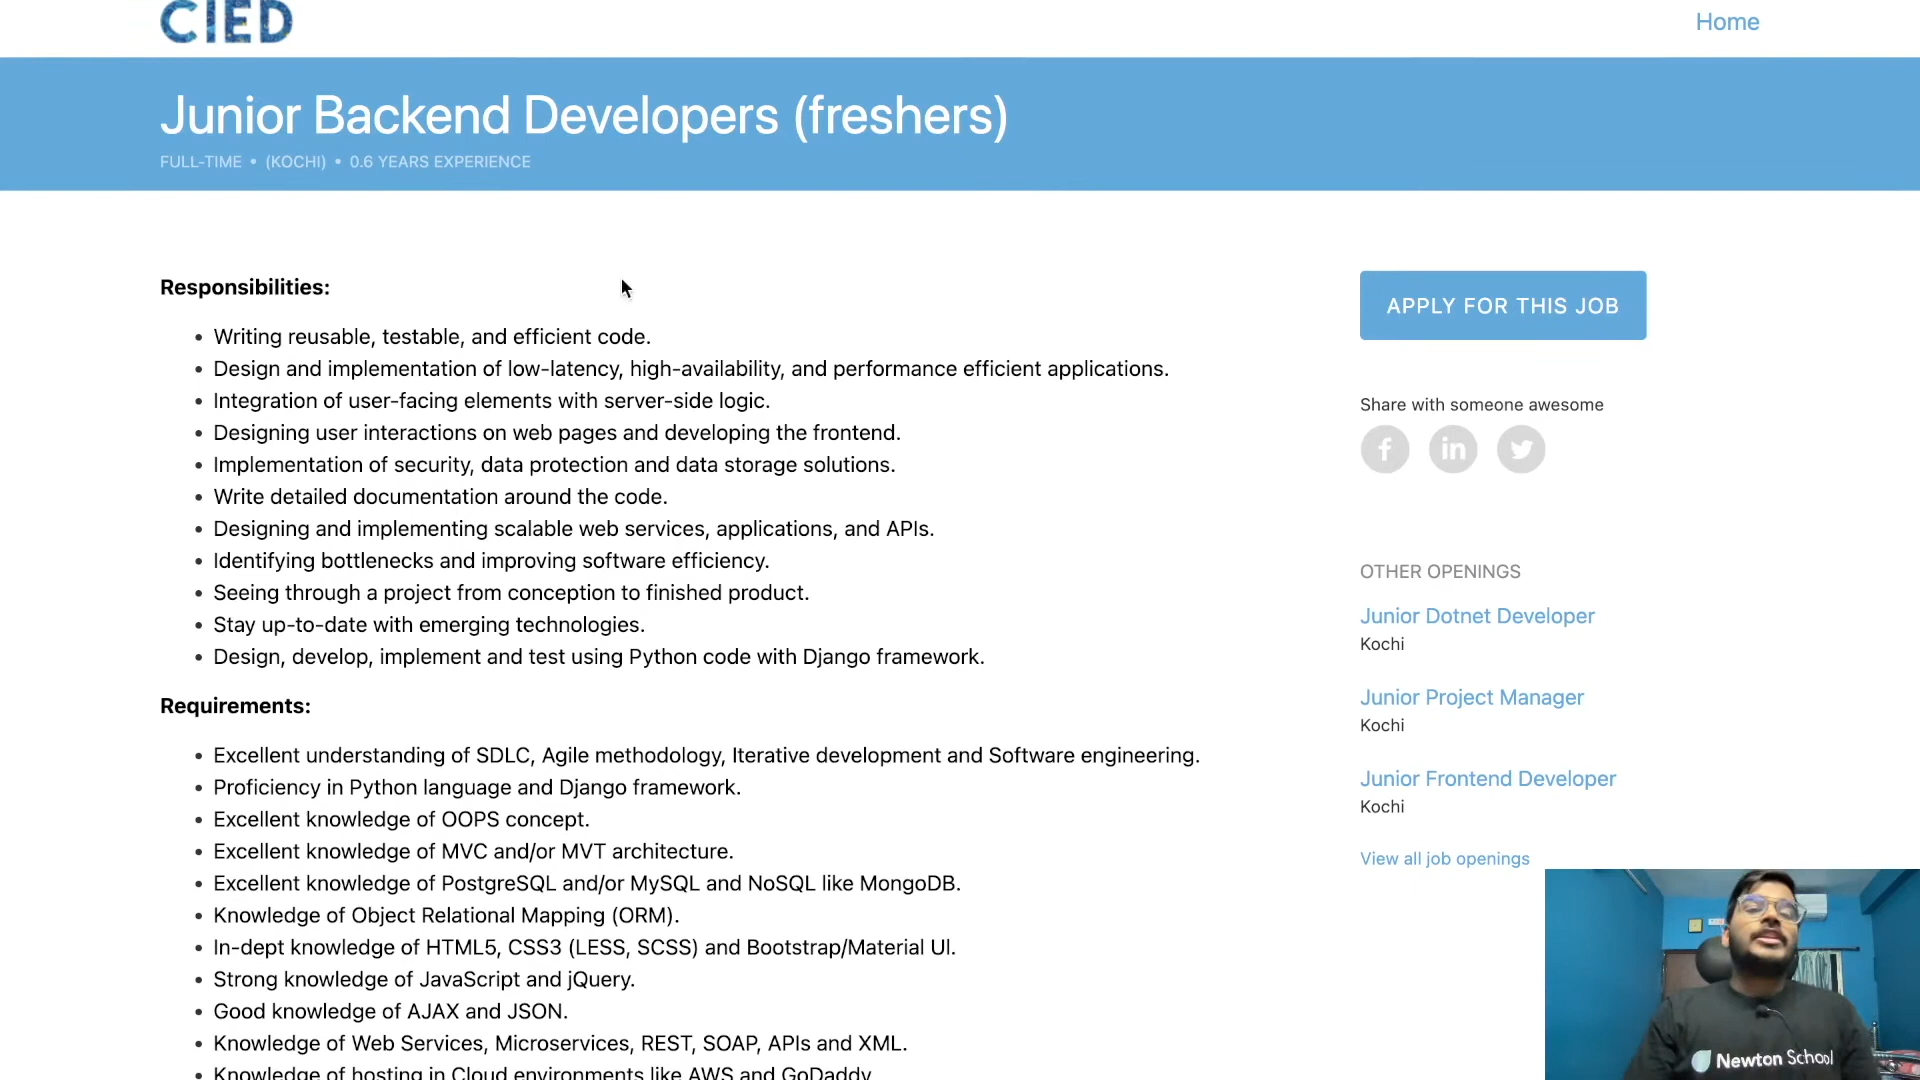 CIED
Home
Junior Backend Developers (freshers)
FULL-TIME • (KOCHI) • 0.6 YEARS EXPERIENCE
Responsibilities:
• Writing reusable, testable, and efficient code.
• Design and implementation of low-latency, high-availability, and performance efficient applications.
• Integration of user-facing elements with server-side logic.
• Designing user interactions on web pages and developing the frontend.
• Implementation of security, data protection and data storage solutions.
• Write detailed documentation around the code.
• Designing and implementing scalable web services, applications, and APIs.
• Identifying bottlenecks and improving software efficiency.
• Seeing through a project from conception to finished product.
• Stay up-to-date with emerging technologies.
• Design, develop, implement and test using Python code with Django framework.
Requirements:
• Excellent understanding of SDLC, Agile methodology, Iterative development and Software engineering.
• Proficiency in Python language and Django framework.
• Excellent knowledge of OOPS concept.
• Excellent knowledge of MVC and/or MVT architecture.
• Excellent knowledge of PostgreSQL and/or MySQL and NoSQL like MongoDB.
• Knowledge of Object Relational Mapping (ORM).
• In-dept knowledge of HTML5, CSS3 (LESS, SCSS) and Bootstrap/Material UI.
• Strong knowledge of JavaScript and jQuery.
• Good knowledge of AJAX and JSON.
• Knowledge of Web Services, Microservices, REST, SOAP, APIs and XML.
• Knowledge of hosting in Cloud environments like AWS and GoDaddy
APPLY FOR THIS JOB
Share with someone awesome
f in
OTHER OPENINGS
Junior Dotnet Developer
Kochi
Junior Project Manager
Kochi
Junior Frontend Developer
Kochi
View all job openings
Newton School